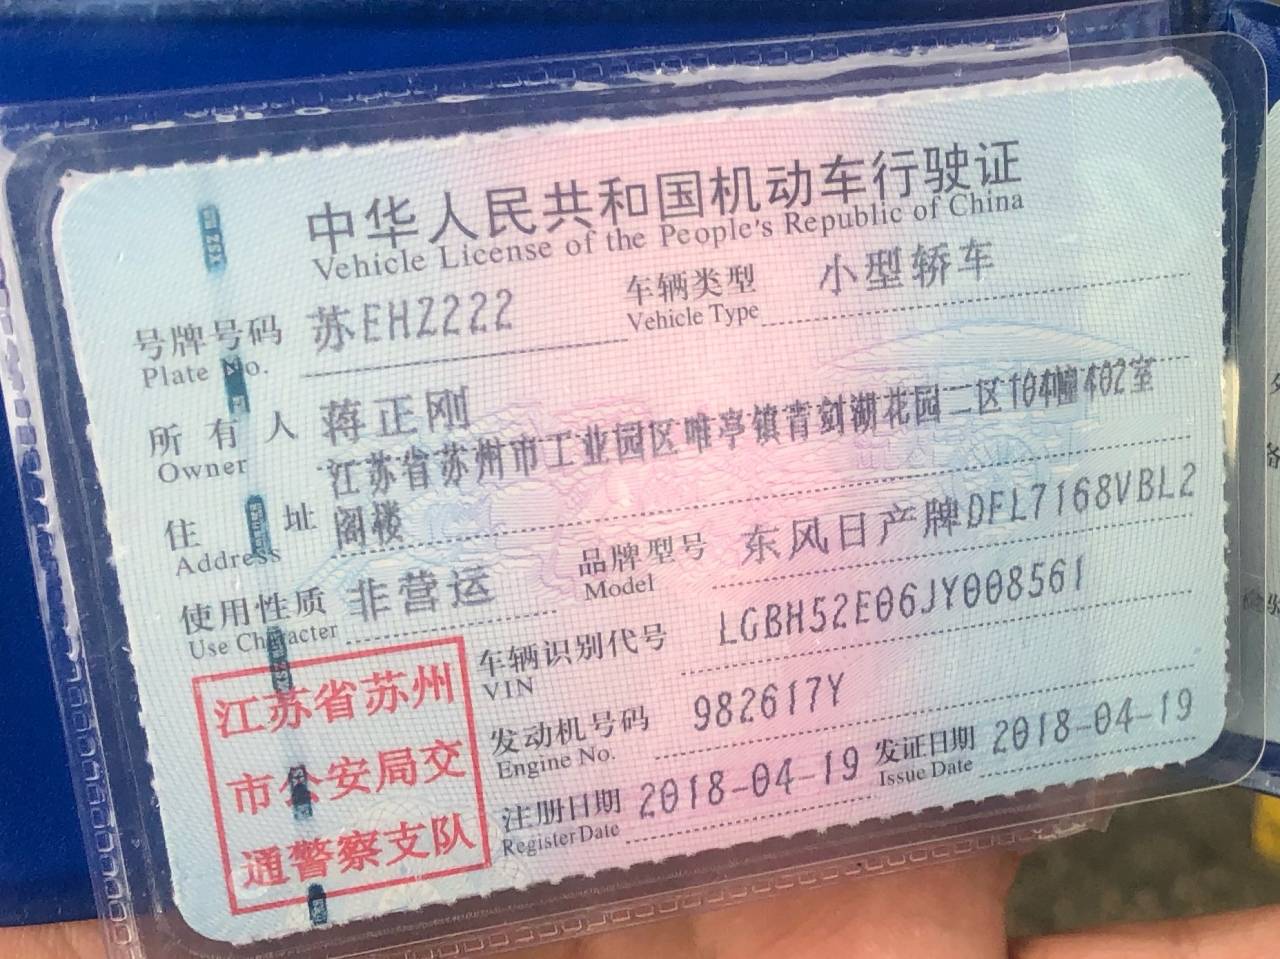 中华人民共和国机动车行驶证
Vehicle License of the People's Republic of China
号牌号码 苏EHZ222 车辆类型 小型轿车
Plate No. Vehicle Type
所有人 蒋正刚
Owner
住址 江苏省苏州市工业园区唯亭镇青剑湖花园二区104幢402室
阁楼
Address
使用性质 非营运 品牌型号 东风日产牌DFL7168VBL2
Use Character Model
车辆识别代号 LGBH52E06JY008561
VIN
发动机号码 982617Y
Engine No.
注册日期 2018-04-19 发证日期 2018-04-19
Register Date Issue Date
江苏省苏州
市公安局交
通警察支队